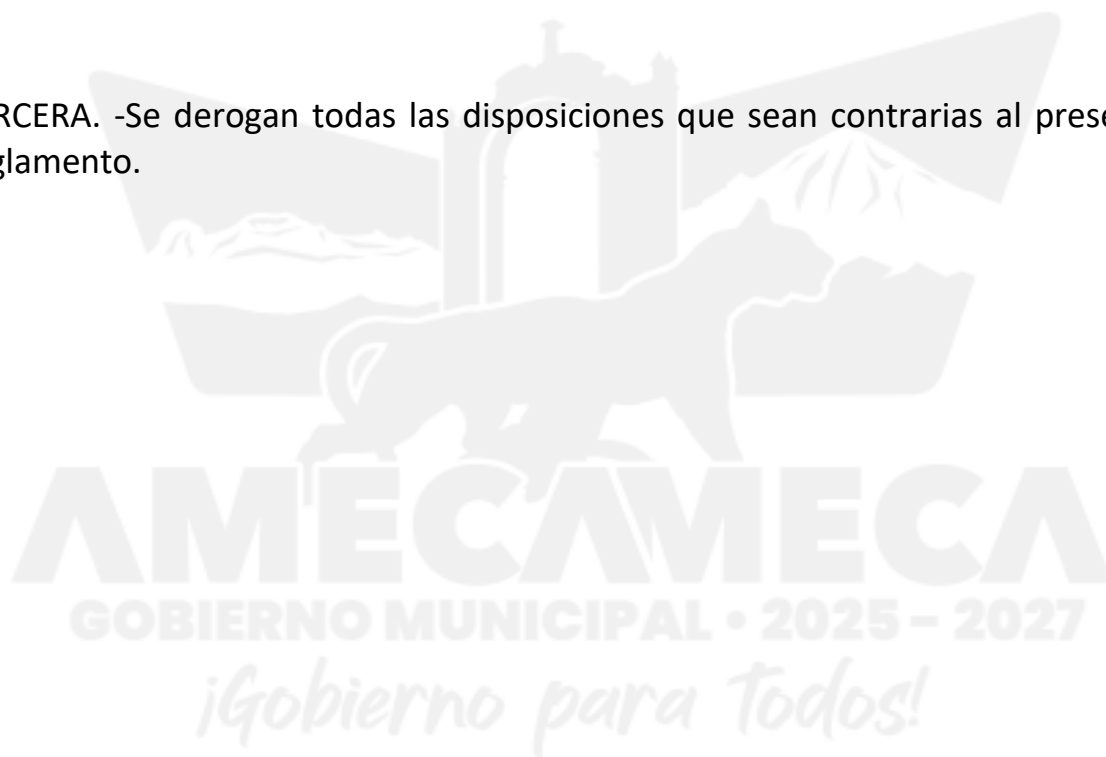 RCERA. -Se derogan todas las disposiciones que sean contrarias al prese
glamento.
AMECAMECA
GOBIERNO MUNICIPAL • 2025 – 2027
¡Gobierno para Todos!